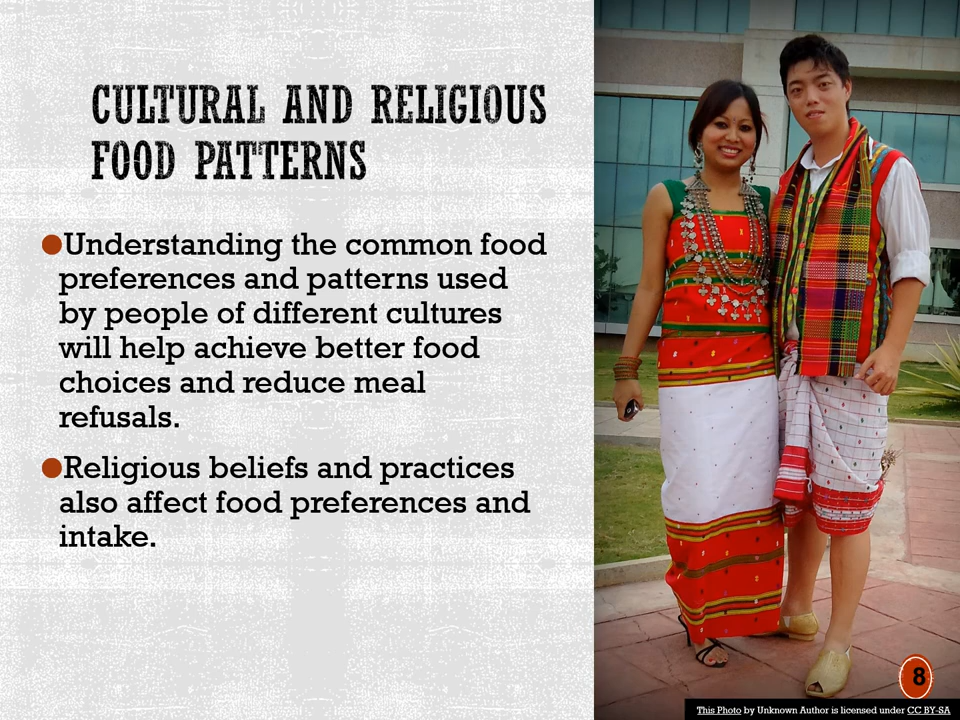 CULTURAL AND RELIGIOUS
FOOD PATTERNS
Understanding the common food
preferences and patterns used
by people of different cultures
will help achieve better food
choices and reduce meal
refusals.
Religious beliefs and practices
also affect food preferences and
intake.
8
This Photo by Unknown Author is licensed under CC BY-SA